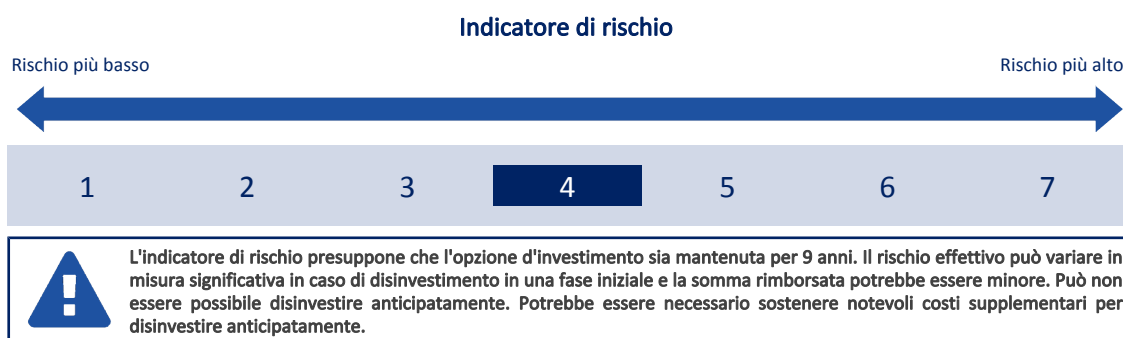 Indicatore di rischio
Rischio più basso
Rischio più alto
1 2 3 4 5 6 7
L'indicatore di rischio presuppone che l'opzione d'investimento sia mantenuta per 9 anni. Il rischio effettivo può variare in
misura significativa in caso di disinvestimento in una fase iniziale e la somma rimborsata potrebbe essere minore. Può non
essere possibile disinvestire anticipatamente. Potrebbe essere necessario sostenere notevoli costi supplementari per
disinvestire anticipatamente.